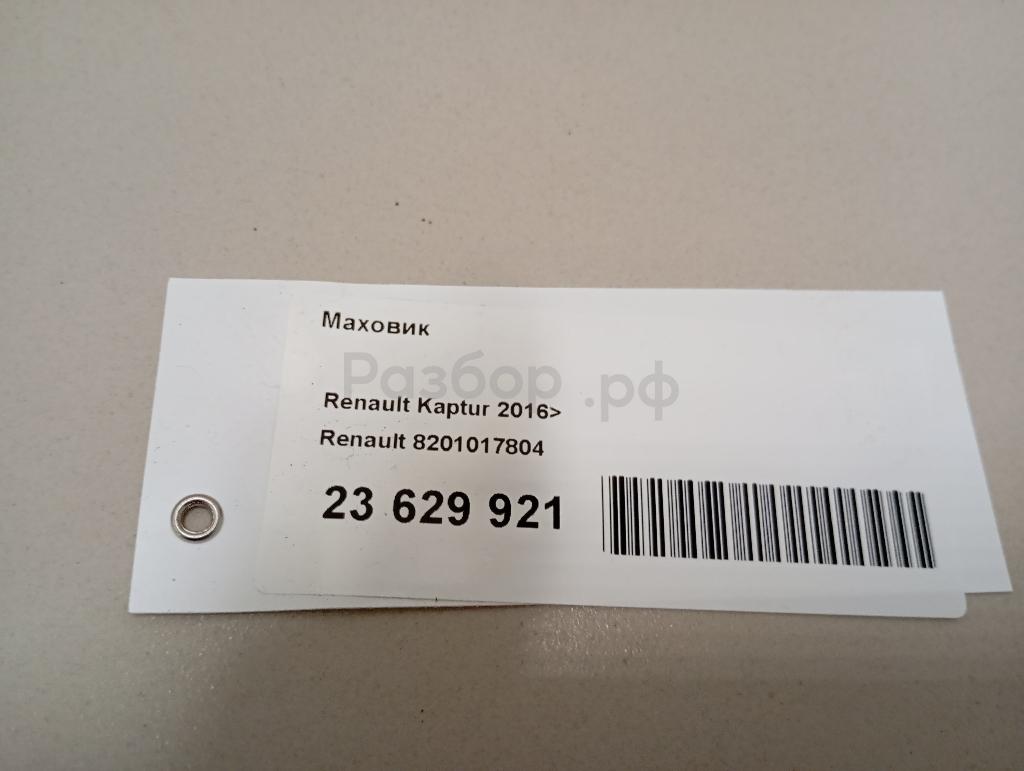 Маховик
Разбор.рф
Renault Kaptur 2016>
Renault 8201017804
23 629 921